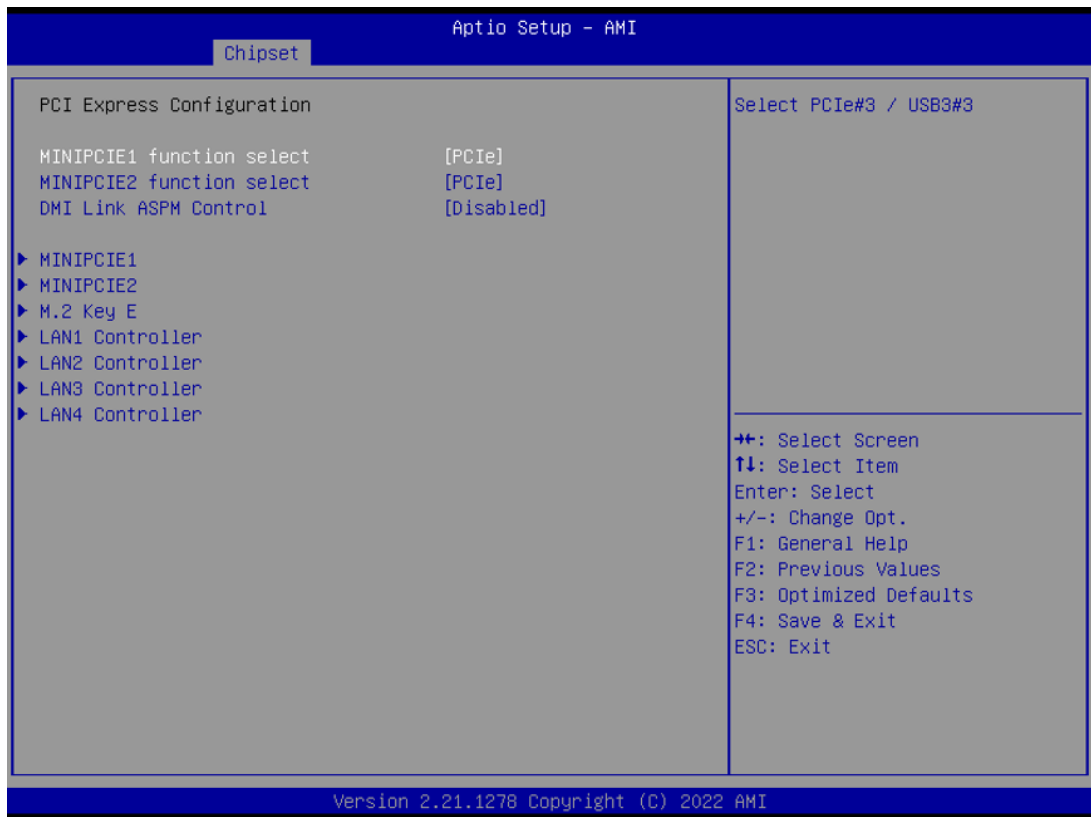 Aptio Setup – AMI
Chipset
PCI Express Configuration
MINIPCIE1 function select [PCIe]
MINIPCIE2 function select [PCIe]
DMI Link ASPM Control [Disabled]
▶ MINIPCIE1
▶ MINIPCIE2
▶ M.2 Key E
▶ LAN1 Controller
▶ LAN2 Controller
▶ LAN3 Controller
▶ LAN4 Controller
Select PCIe#3 / USB3#3
→←: Select Screen
↑↓: Select Item
Enter: Select
+/-: Change Opt.
F1: General Help
F2: Previous Values
F3: Optimized Defaults
F4: Save & Exit
ESC: Exit
Version 2.21.1278 Copyright (C) 2022 AMI